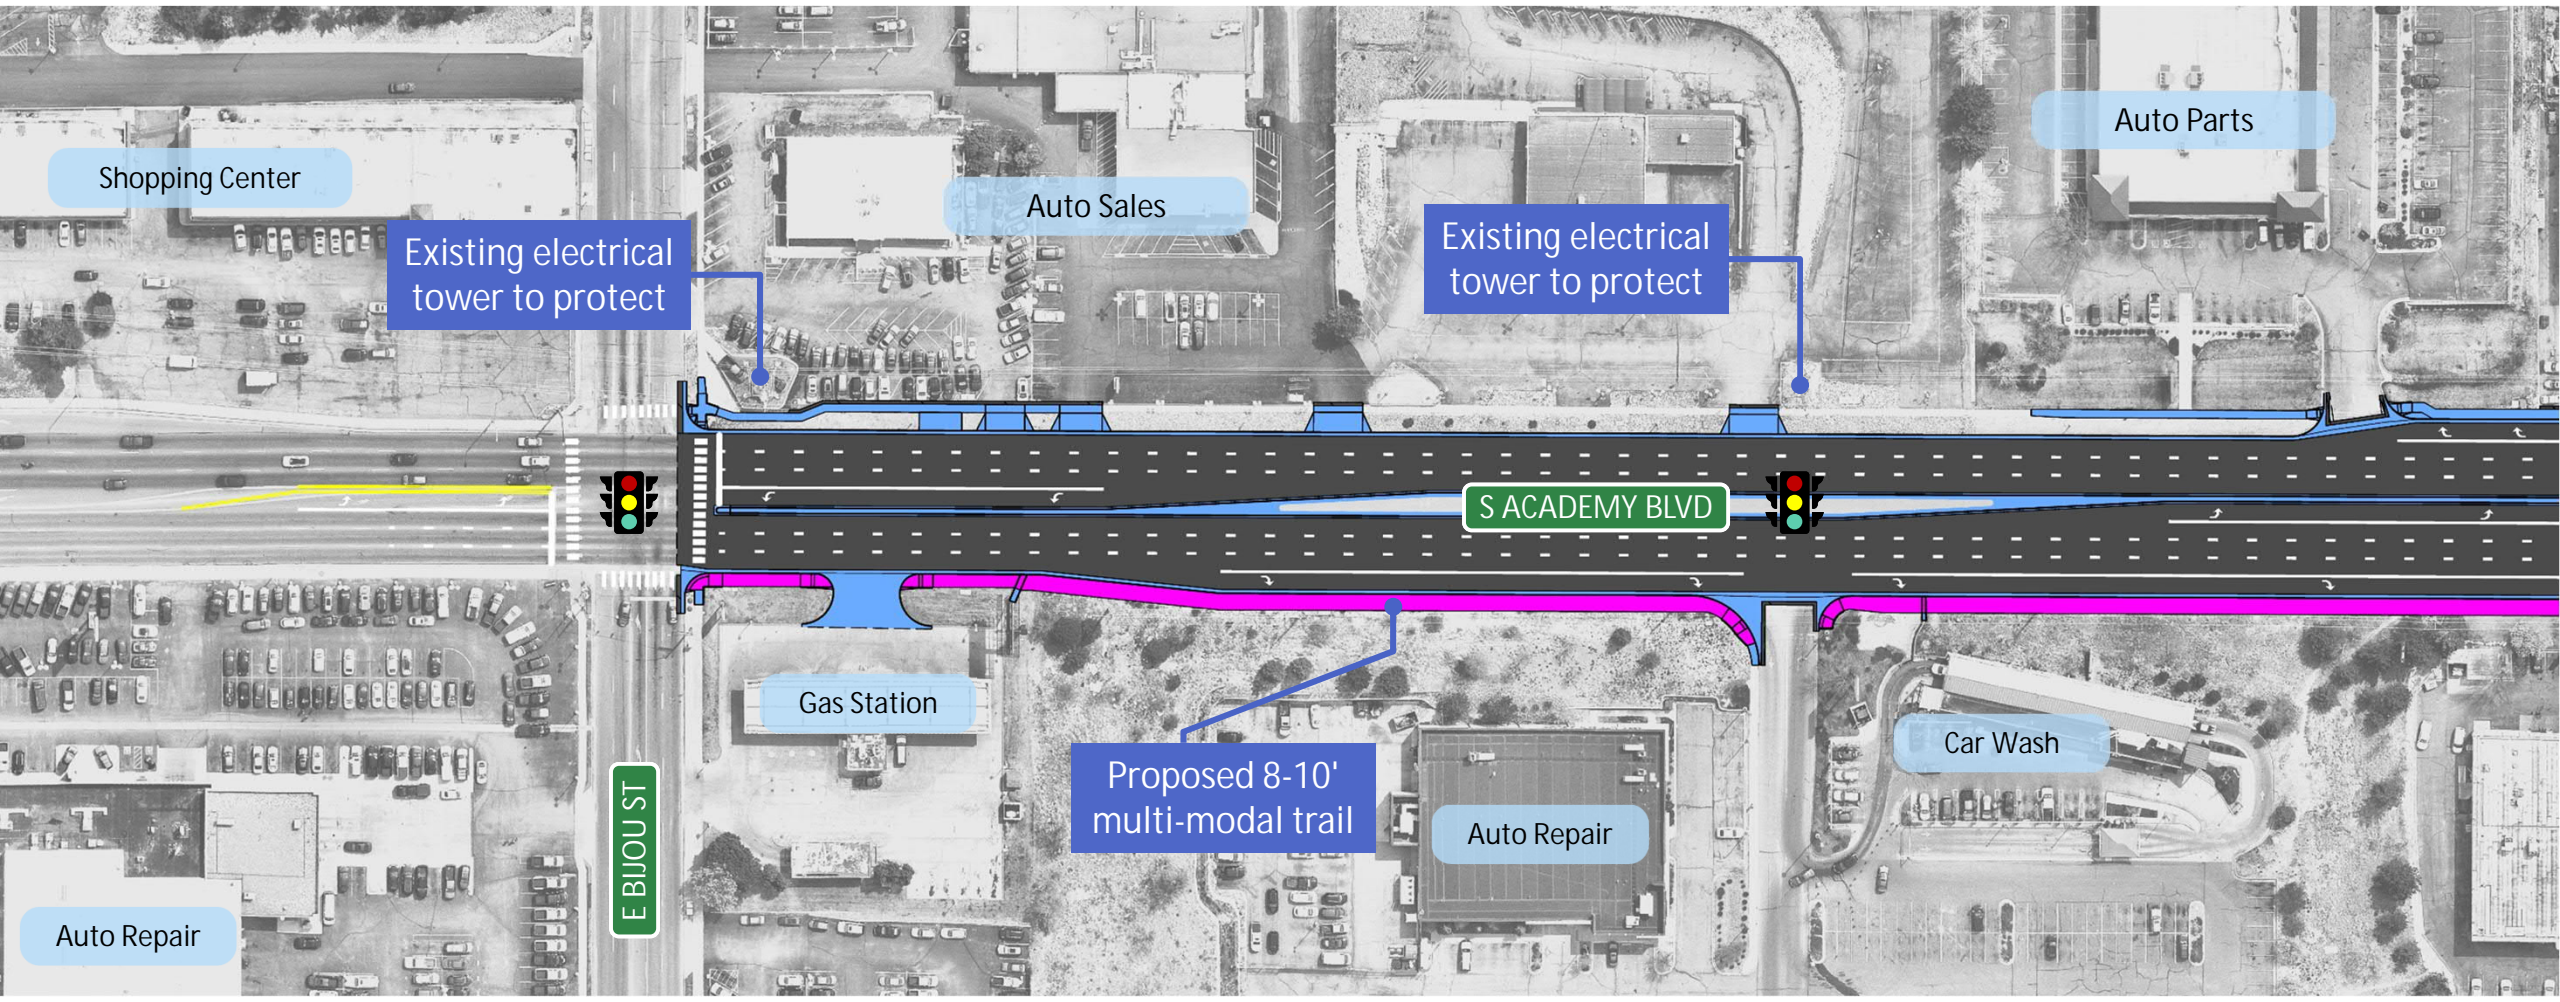 Auto Parts
Shopping Center
Auto Sales
Existing electrical
tower to protect
Existing electrical
tower to protect
S ACADEMY BLVD
Gas Station
Car Wash
Proposed 8-10'
multi-modal trail
Auto Repair
E BIJOU ST
Auto Repair